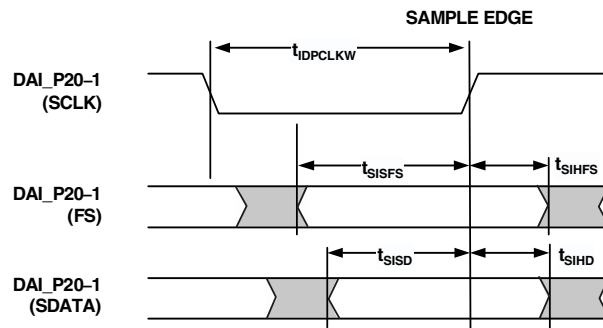 SAMPLE EDGE
tIDPCLKW
DAI_P20–1
(SCLK)
tSISFS
tSIHFS
DAI_P20–1
(FS)
tSISD
tSIHD
DAI_P20–1
(SDATA)